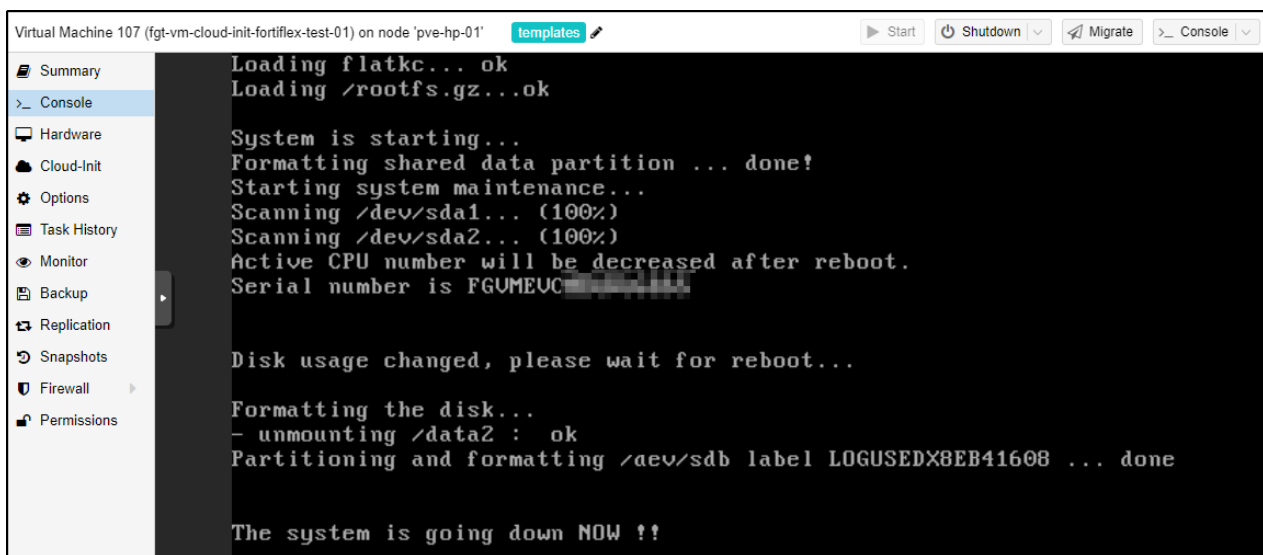 Virtual Machine 107 (fgt-vm-cloud-init-fortiflex-test-01) on node 'pve-hp-01' templates Start Shutdown Migrate >_ Console
Summary
>_ Console
Hardware
Cloud-Init
Options
Task History
Monitor
Backup
Replication
Snapshots
Firewall
Permissions
Loading flatkc... ok
Loading /rootfs.gz...ok
System is starting...
Formatting shared data partition ... done!
Starting system maintenance...
Scanning /dev/sda1... (100%)
Scanning /dev/sda2... (100%)
Active CPU number will be decreased after reboot.
Serial number is FGVMEVC
Disk usage changed, please wait for reboot...
Formatting the disk...
- unmounting /data2 :  ok
Partitioning and formatting /dev/sdb label LOGUSEDX8EB41608 ... done
The system is going down NOW !!